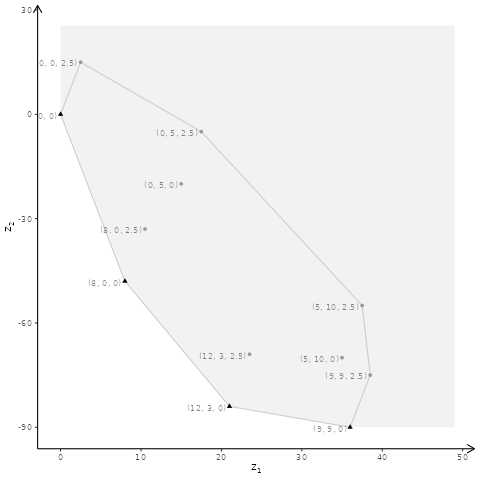 30
0, 0, 2.5)
0
0, 0)
(0, 5, 2.5)
(0, 5, 0)
-30
(8, 0, 2.5)
z2
(8, 0, 0)
(5, 10, 2.5)
-60
(12, 3, 2.5)
(5, 10, 0)
(9, 9, 2.5)
(12, 3, 0)
-90
(9, 9, 0)
0 10 20 30 40 50
z1